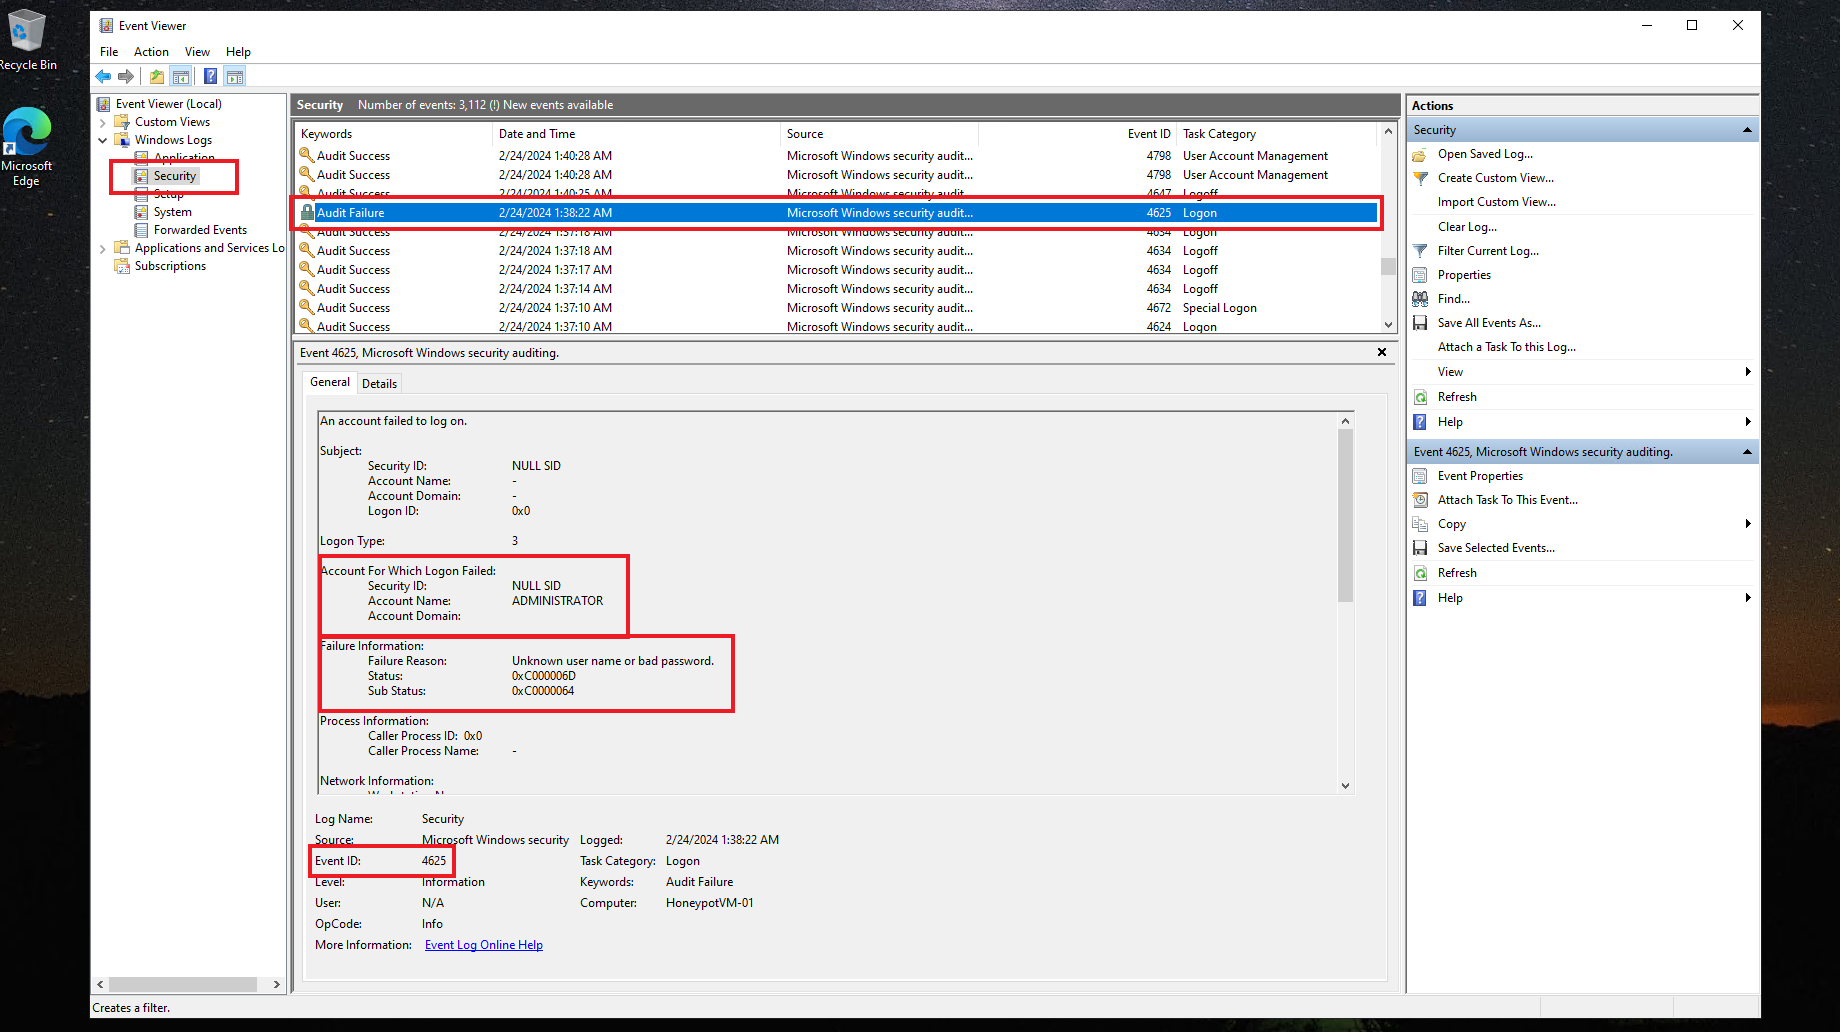 Recycle Bin
Microsoft
Edge
Event Viewer
File Action View Help
Event Viewer (Local)
Custom Views
Windows Logs
Application
Security
Setup
System
Forwarded Events
Applications and Services Lo
Subscriptions
Security Number of events: 3,112 (!) New events available
Keywords Date and Time Source Event ID Task Category
Audit Success 2/24/2024 1:40:28 AM Microsoft Windows security audit... 4798 User Account Management
Audit Success 2/24/2024 1:40:28 AM Microsoft Windows security audit... 4798 User Account Management
Audit Success 2/24/2024 1:40:25 AM Microsoft Windows security audit... 4647 Logoff
Audit Failure 2/24/2024 1:38:22 AM Microsoft Windows security audit... 4625 Logon
Audit Success 2/24/2024 1:37:18 AM Microsoft Windows security audit... 4634 Logoff
Audit Success 2/24/2024 1:37:18 AM Microsoft Windows security audit... 4634 Logoff
Audit Success 2/24/2024 1:37:17 AM Microsoft Windows security audit... 4634 Logoff
Audit Success 2/24/2024 1:37:14 AM Microsoft Windows security audit... 4634 Logoff
Audit Success 2/24/2024 1:37:10 AM Microsoft Windows security audit... 4672 Special Logon
Audit Success 2/24/2024 1:37:10 AM Microsoft Windows security audit... 4624 Logon
Event 4625, Microsoft Windows security auditing.
General Details
An account failed to log on.
Subject:
Security ID: NULL SID
Account Name: -
Account Domain: -
Logon ID: 0x0
Logon Type: 3
Account For Which Logon Failed:
Security ID: NULL SID
Account Name: ADMINISTRATOR
Account Domain:
Failure Information:
Failure Reason: Unknown user name or bad password.
Status: 0xC000006D
Sub Status: 0xC0000064
Process Information:
Caller Process ID: 0x0
Caller Process Name: -
Network Information:
Log Name: Security
Source: Microsoft Windows security Logged: 2/24/2024 1:38:22 AM
Event ID: 4625 Task Category: Logon
Level: Information Keywords: Audit Failure
User: N/A Computer: HoneypotVM-01
OpCode: Info
More Information: Event Log Online Help
Actions
Security
Open Saved Log...
Create Custom View...
Import Custom View...
Clear Log...
Filter Current Log...
Properties
Find...
Save All Events As...
Attach a Task To this Log...
View
Refresh
Help
Event 4625, Microsoft Windows security auditing.
Event Properties
Attach Task To This Event...
Copy
Save Selected Events...
Refresh
Help
Creates a filter.